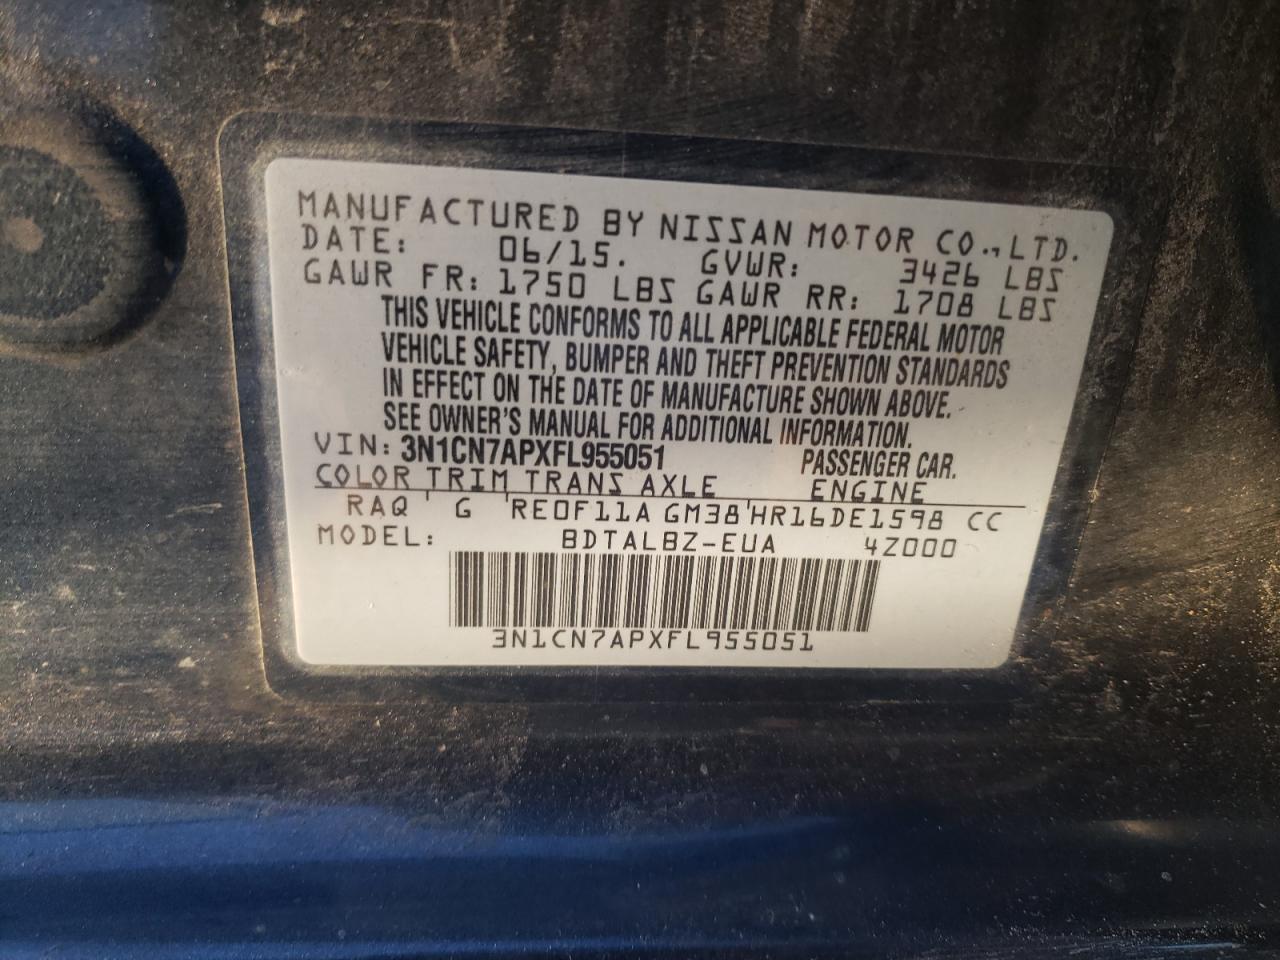 MANUFACTURED BY NISSAN MOTOR CO., LTD.
DATE: 06/15. GVWR: 3426 LBS
GAWR FR: 1750 LBS GAWR RR: 1708 LBS
THIS VEHICLE CONFORMS TO ALL APPLICABLE FEDERAL MOTOR
VEHICLE SAFETY, BUMPER AND THEFT PREVENTION STANDARDS
IN EFFECT ON THE DATE OF MANUFACTURE SHOWN ABOVE.
SEE OWNER'S MANUAL FOR ADDITIONAL INFORMATION.
VIN: 3N1CN7APXFL955051 PASSENGER CAR.
COLOR TRIM TRANS AXLE ENGINE
RAQ G RE0F11A GM38 HR16DE1598 CC
MODEL: BDTALBZ-EUA 4Z000
3N1CN7APXFL955051